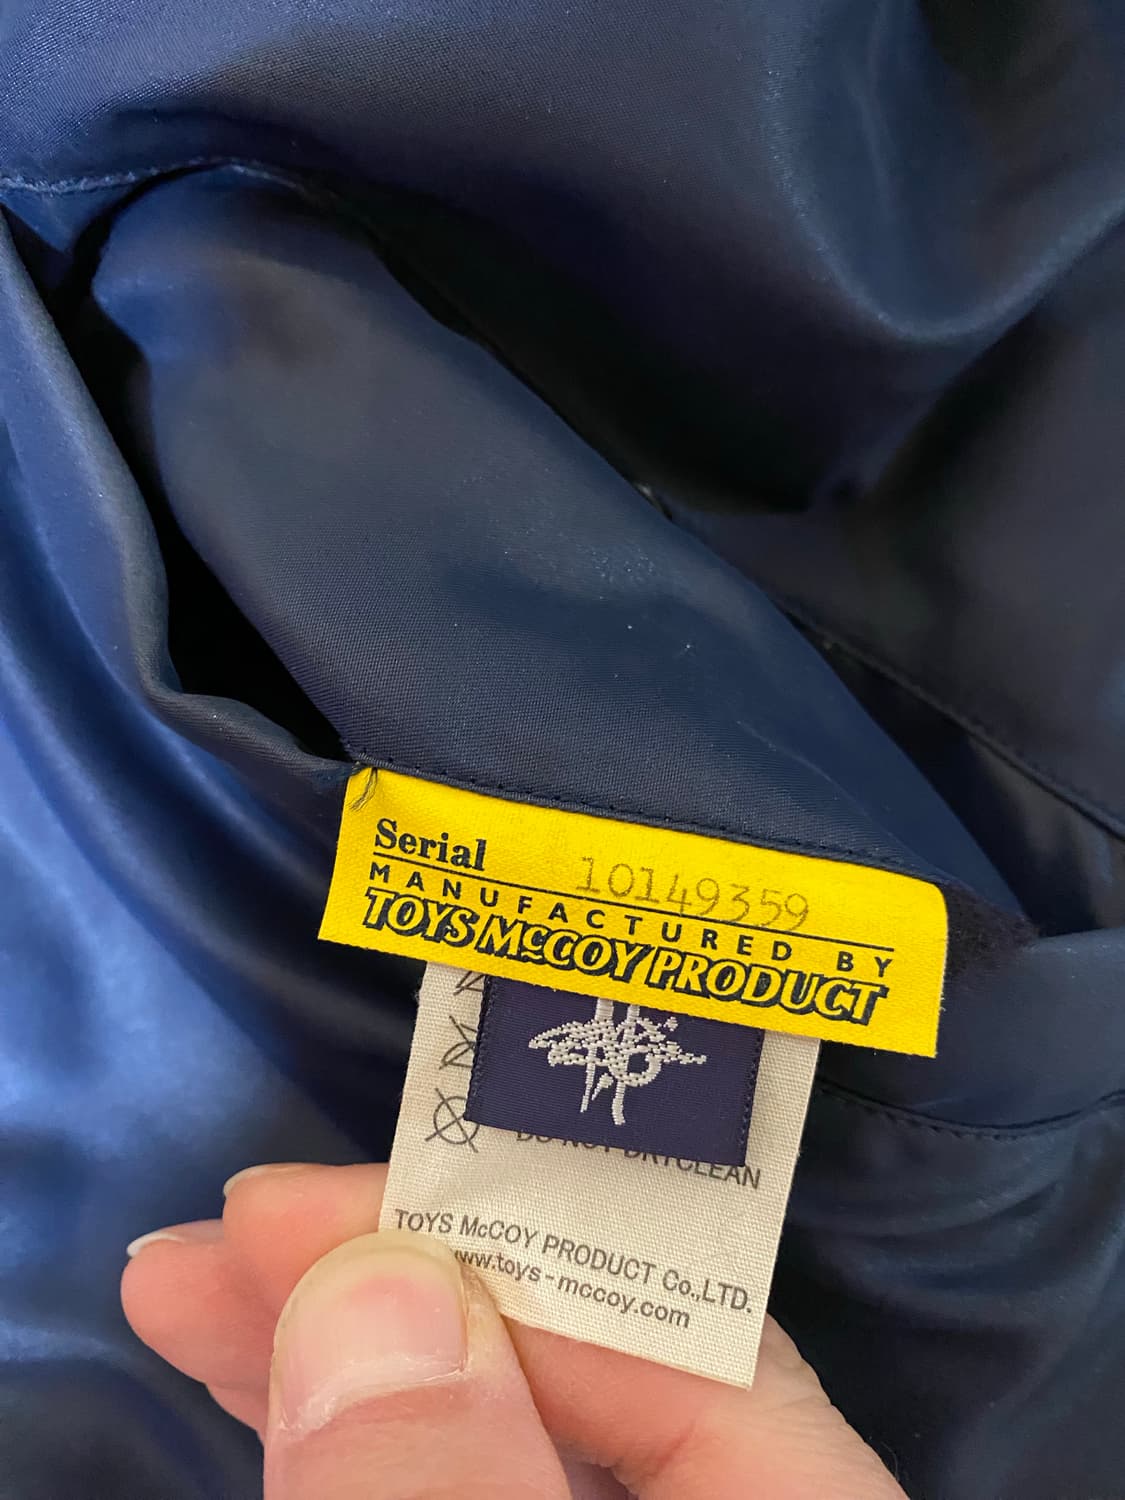 Serial 10149359
MANUFACTURED BY
TOYS McCOY PRODUCT
DO NOT DRYCLEAN
TOYS McCOY PRODUCT Co.,LTD.
www.toys-mccoy.com